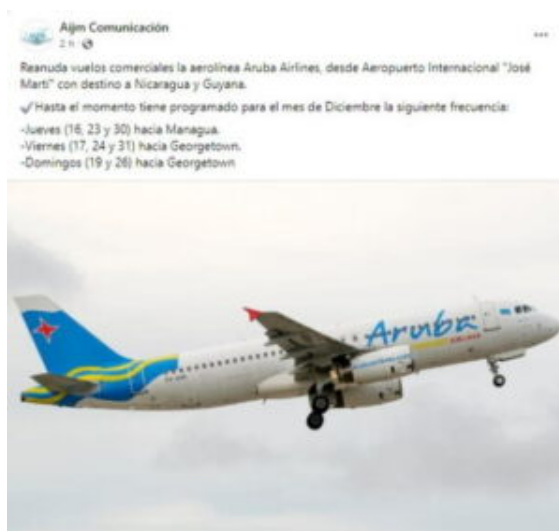 Aijm Comunicación
2 h
Reanuda vuelos comerciales la aerolínea Aruba Airlines, desde Aeropuerto Internacional "José
Martí" con destino a Nicaragua y Guyana.
✓Hasta el momento tiene programado para el mes de Diciembre la siguiente frecuencia:
-Jueves (16, 23 y 30) hacia Managua.
-Viernes (17, 24 y 31) hacia Georgetown.
-Domingos (19 y 26) hacia Georgetown
Aruba